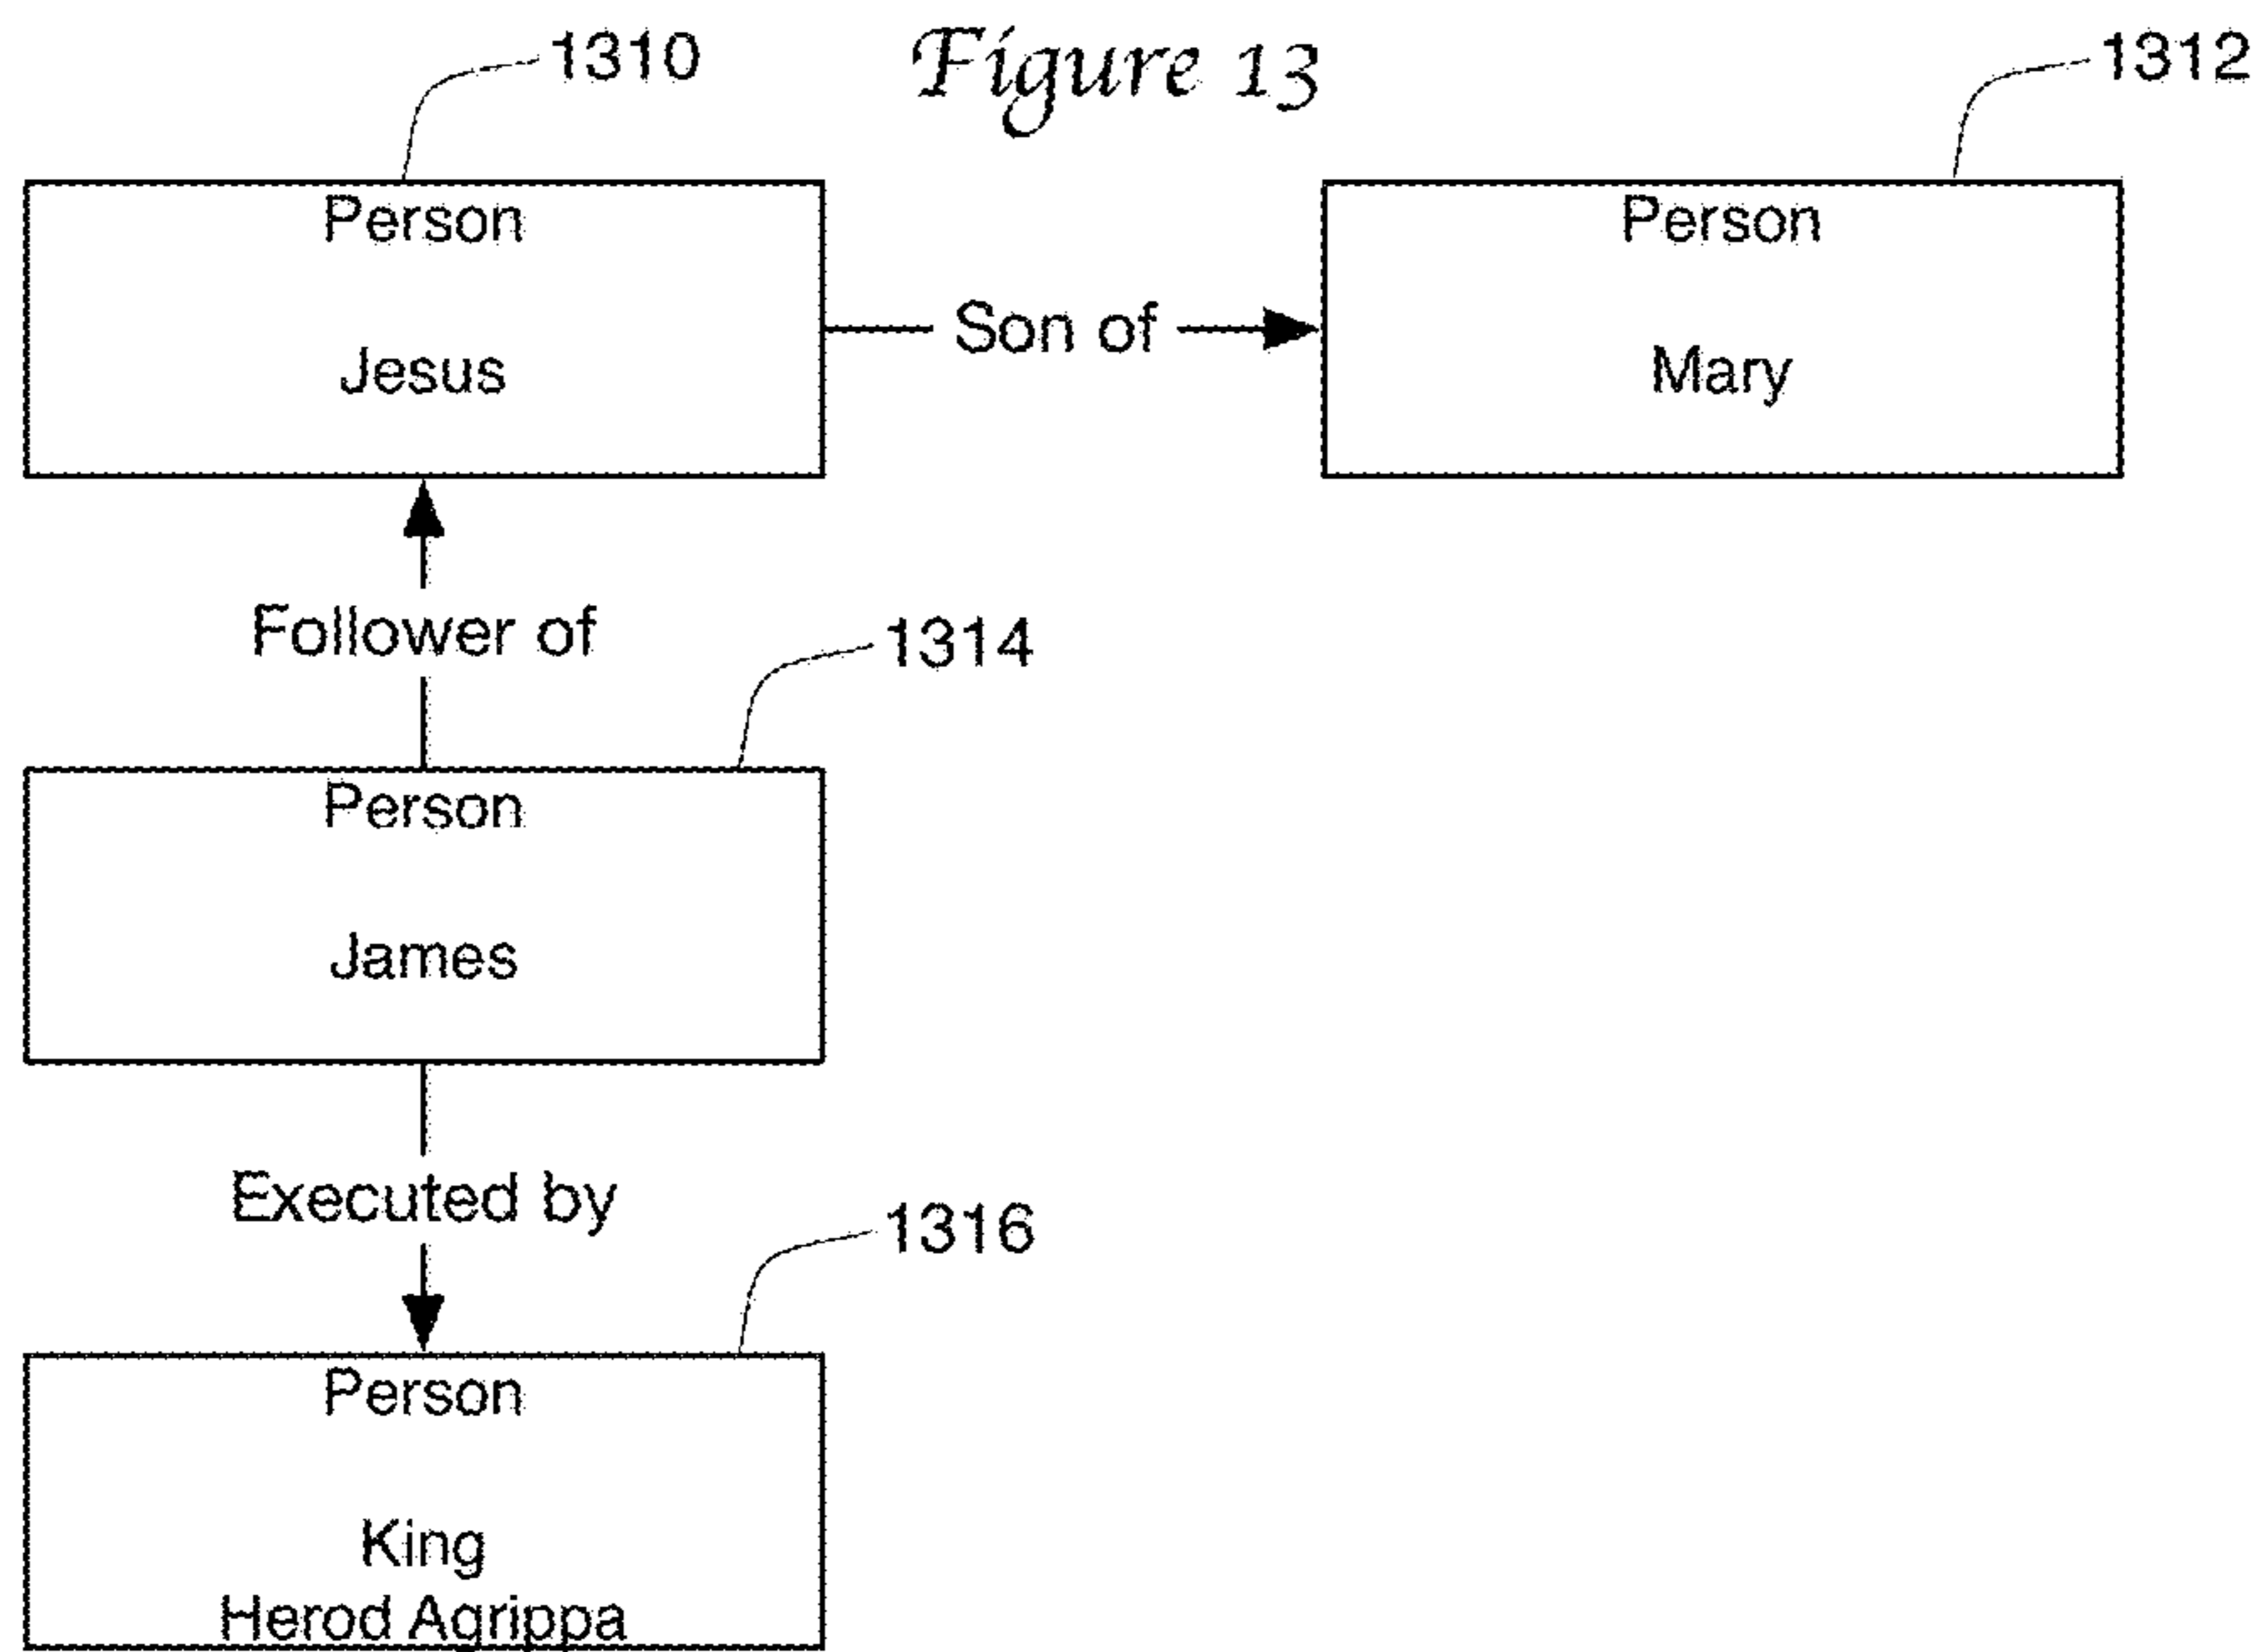 1310
Figure 13
1312
Person
Jesus
Son of
Person
Mary
Follower of
1314
Person
James
Executed by
1316
Person
King
Herod Agrippa